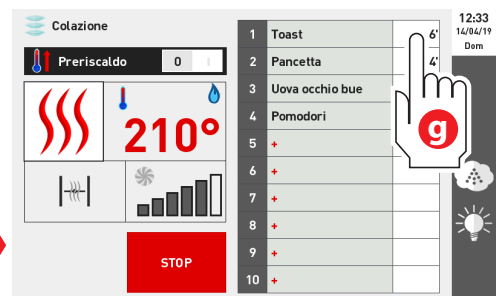 Colazione
Preriscaldo 0
210°
STOP
1 Toast 6'
2 Pancetta 4'
3 Uova occhio bue
4 Pomodori
5 +
6 +
7 +
8 +
9 +
10 +
g
12:33
14/04/19
Dom